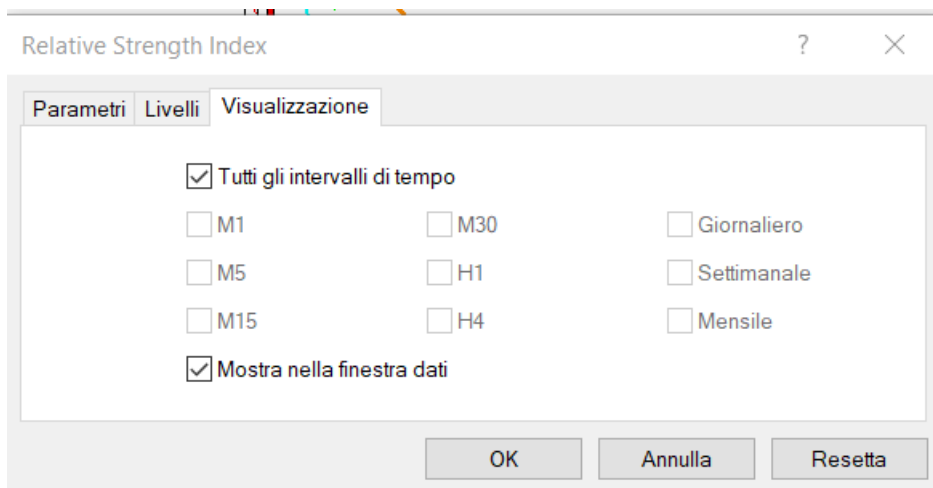 Relative Strength Index ?
Parametri Livelli Visualizzazione
Tutti gli intervalli di tempo
M1 M30 Giornaliero
M5 H1 Settimanale
M15 H4 Mensile
Mostra nella finestra dati
OK Annulla Resetta